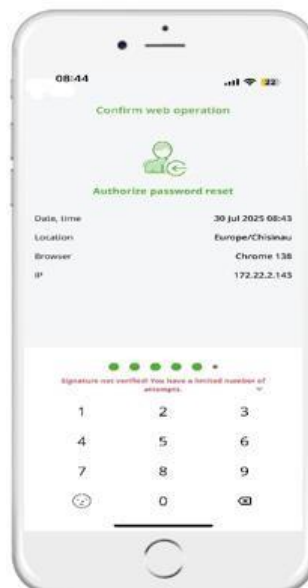 08:44
22
Confirm web operation
Authorize password reset
Date, time 30 Jul 2025 08:43
Location Europe/Chisinau
Browser Chrome 138
IP 172.22.2.143
Signature not verified! You have a limited number of
attempts.
1 2 3
4 5 6
7 8 9
0